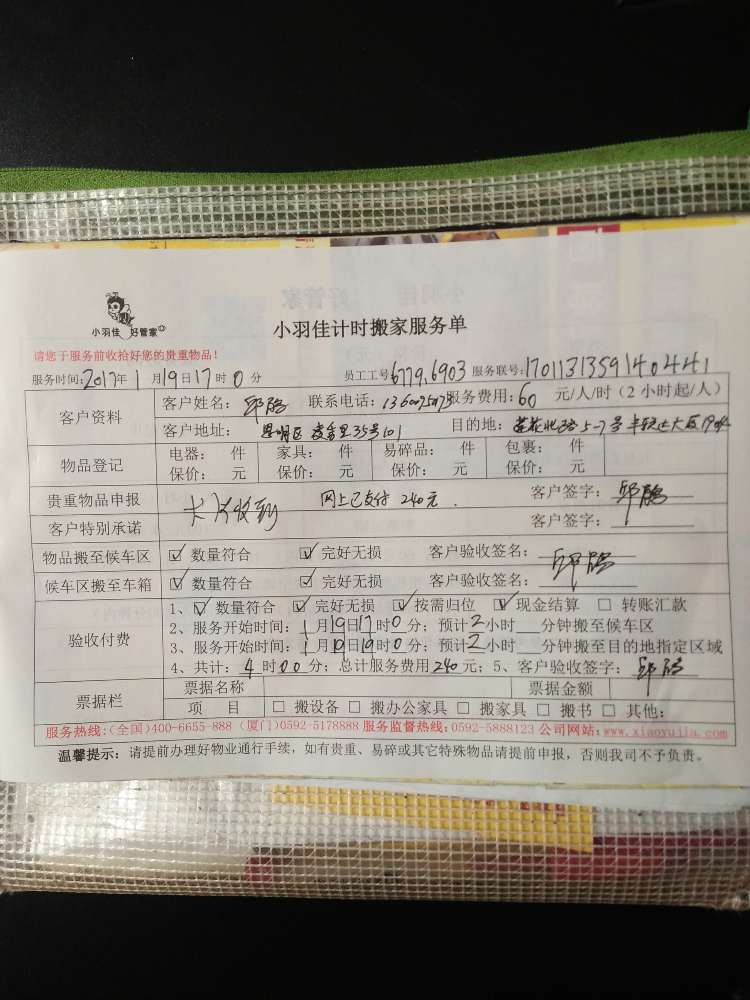 小羽佳 好管家
小羽佳计时搬家服务单
请您于服务前收拾好您的贵重物品！
服务时间：2017年 1 月19日17时 0 分 员工工号6779,6903 服务联号：1701131359140441
客户资料 客户姓名： 联系电话： 服务费用：60 元/人/时（2 小时起/人）
客户地址： 35号101 目的地：
物品登记 电器： 件 家具： 件 易碎品： 件 包裹： 件
保价： 元 保价： 元 保价： 元 保价： 元
贵重物品申报 网上已支付 240元. 客户签字：
客户特别承诺 客户签字：
物品搬至候车区 ☑ 数量符合 ☑ 完好无损 客户验收签名：
候车区搬至车箱 ☑ 数量符合 ☑ 完好无损 客户验收签名：
验收付费 1、☑ 数量符合 ☑ 完好无损 ☑ 按需归位 ☑ 现金结算 □ 转账汇款
2、服务开始时间：1月19日17时0分；预计2小时__分钟搬至候车区
3、服务开始时间：1月19日19时0分；预计2小时__分钟搬至目的地指定区域
4、共计：4 时00分；总计服务费用240元；5、客户验收签字：
票据栏 票据名称 票据金额
项 目 □ 搬设备 □ 搬办公家具 □ 搬家具 □ 搬书 □ 其他：
服务热线：(全国)400-6655-888 (厦门)0592-5178888 服务监督热线：0592-5888123 公司网站：www.xiaoyujia.com
温馨提示：请提前办理好物业通行手续，如有贵重、易碎或其它特殊物品请提前申报，否则我司不予负责。